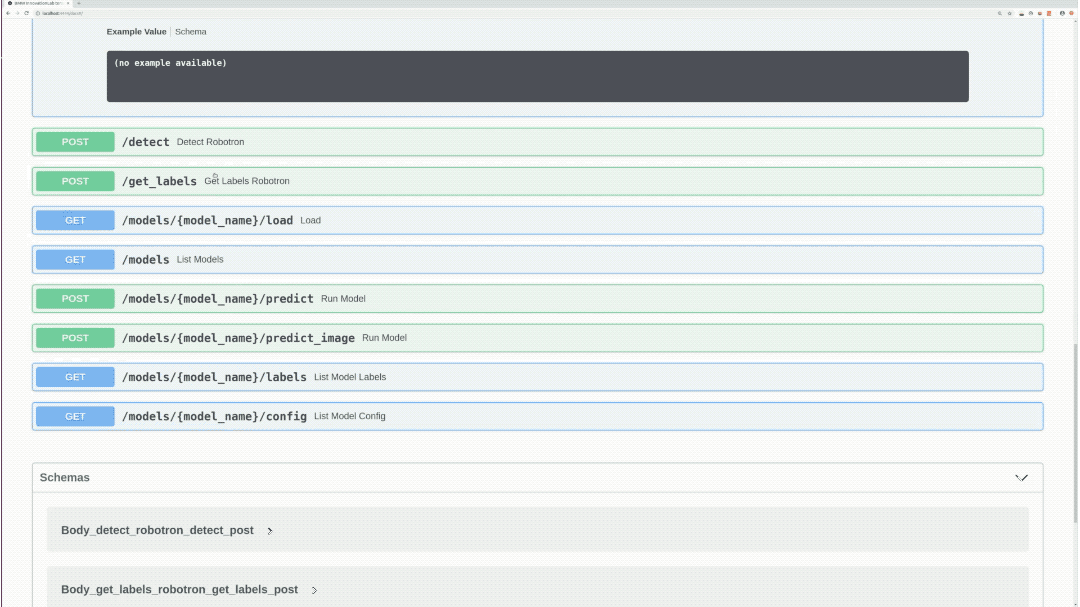 Example Value | Schema
(no example available)
POST /detect Detect Robotron
POST /get_labels Get Labels Robotron
GET /models/{model_name}/load Load
GET /models List Models
POST /models/{model_name}/predict Run Model
POST /models/{model_name}/predict_image Run Model
GET /models/{model_name}/labels List Model Labels
GET /models/{model_name}/config List Model Config
Schemas
Body_detect_robotron_detect_post
Body_get_labels_robotron_get_labels_post